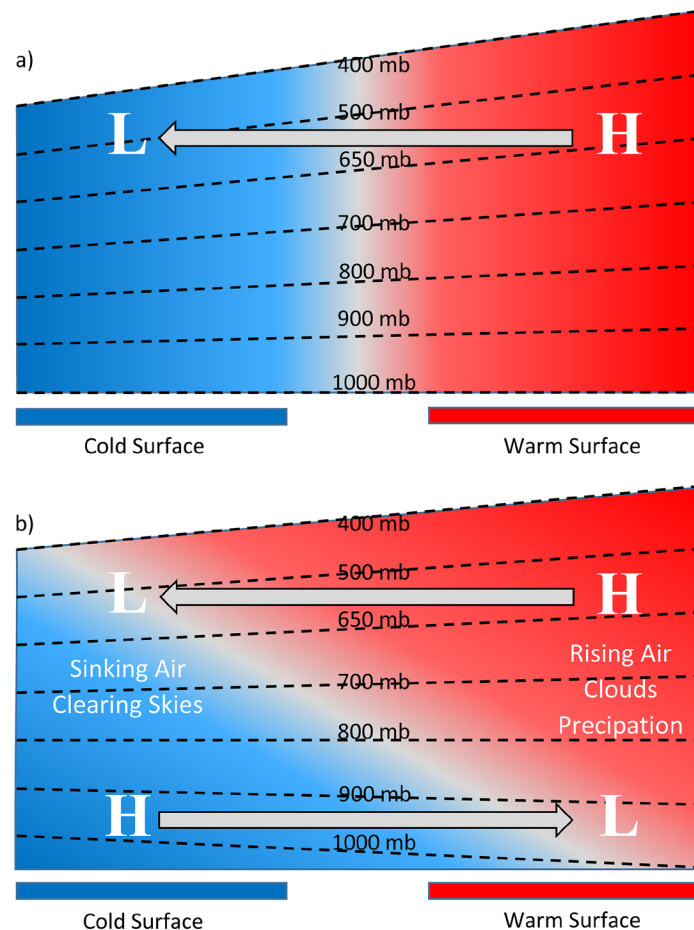 a)
400 mb
500 mb
L
H
650 mb
700 mb
800 mb
900 mb
1000 mb
Cold Surface
Warm Surface
b)
400 mb
500 mb
L
H
650 mb
Sinking Air
Clearing Skies
Rising Air
Clouds
Precipation
700 mb
800 mb
900 mb
H
L
1000 mb
Cold Surface
Warm Surface